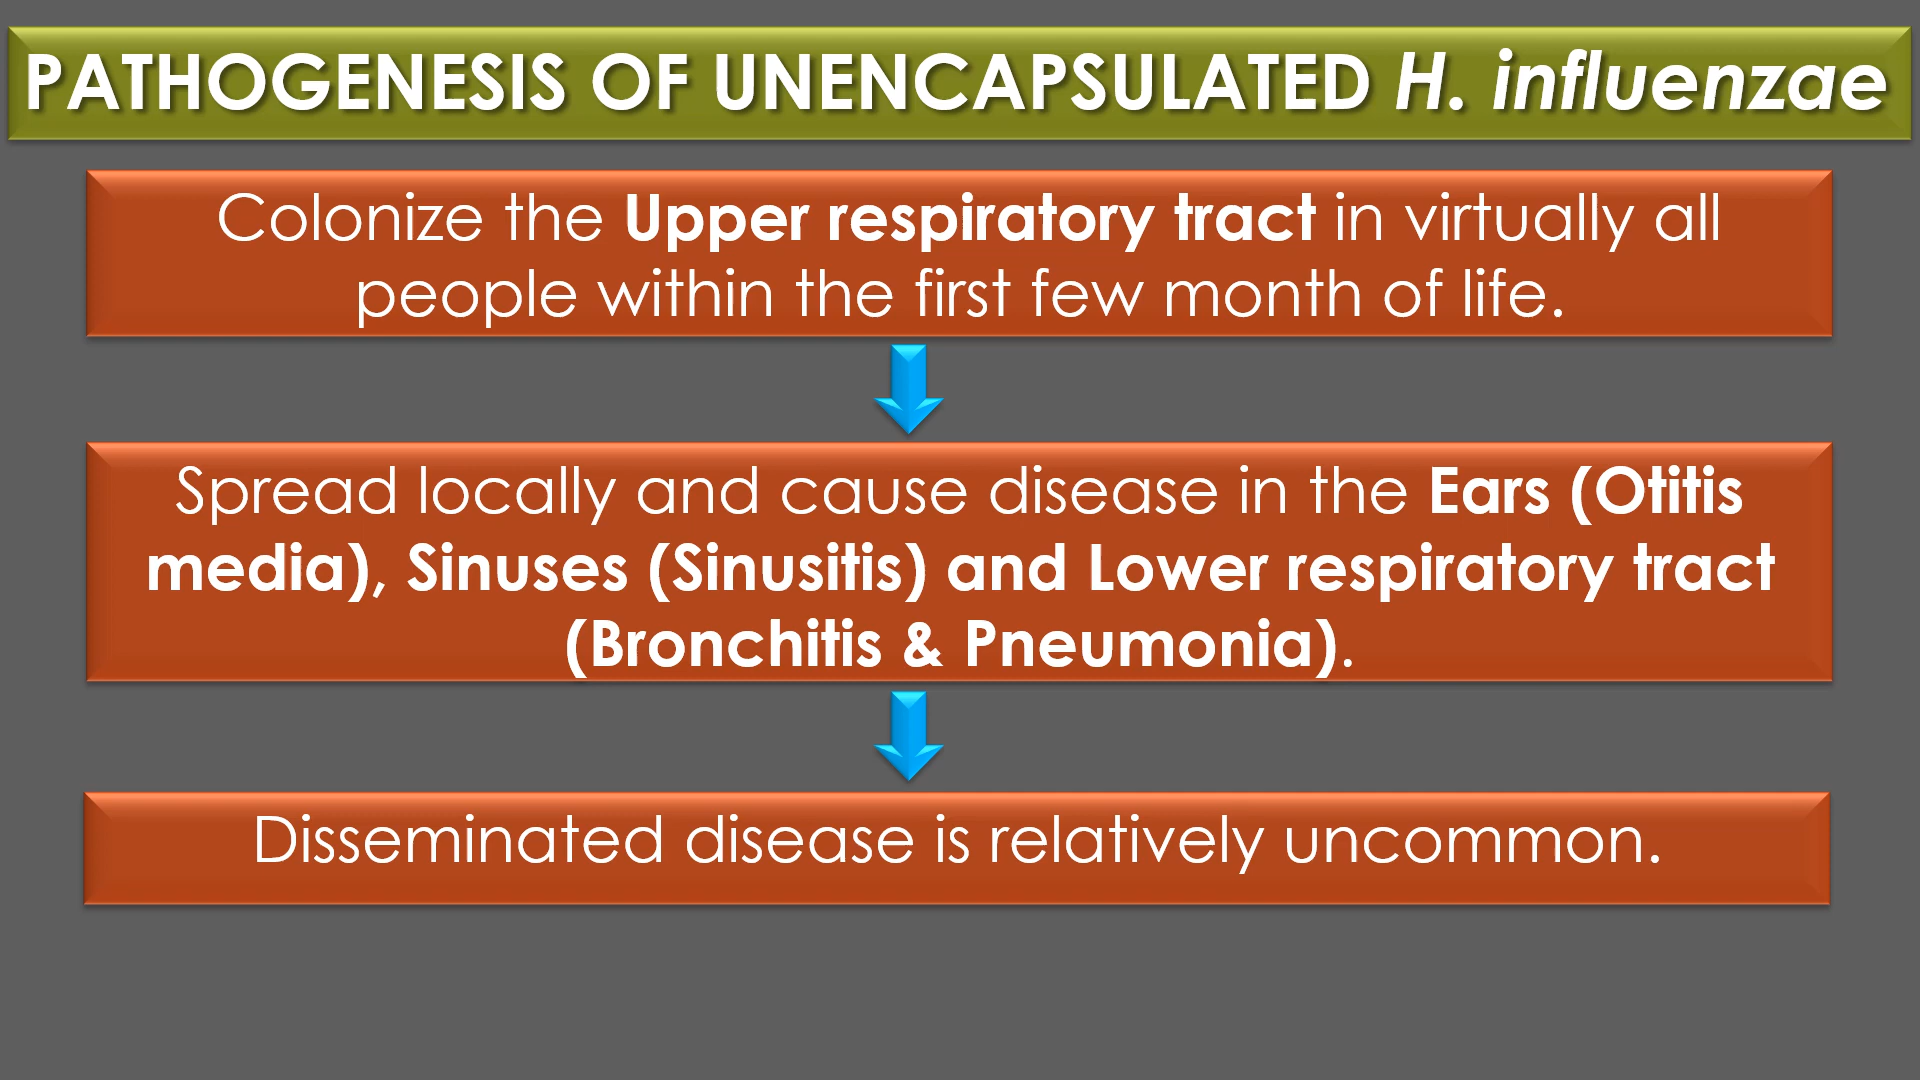 PATHOGENESIS OF UNENCAPSULATED H. influenzae
Colonize the Upper respiratory tract in virtually all
people within the first few month of life.
Spread locally and cause disease in the Ears (Otitis
media), Sinuses (Sinusitis) and Lower respiratory tract
(Bronchitis & Pneumonia).
Disseminated disease is relatively uncommon.